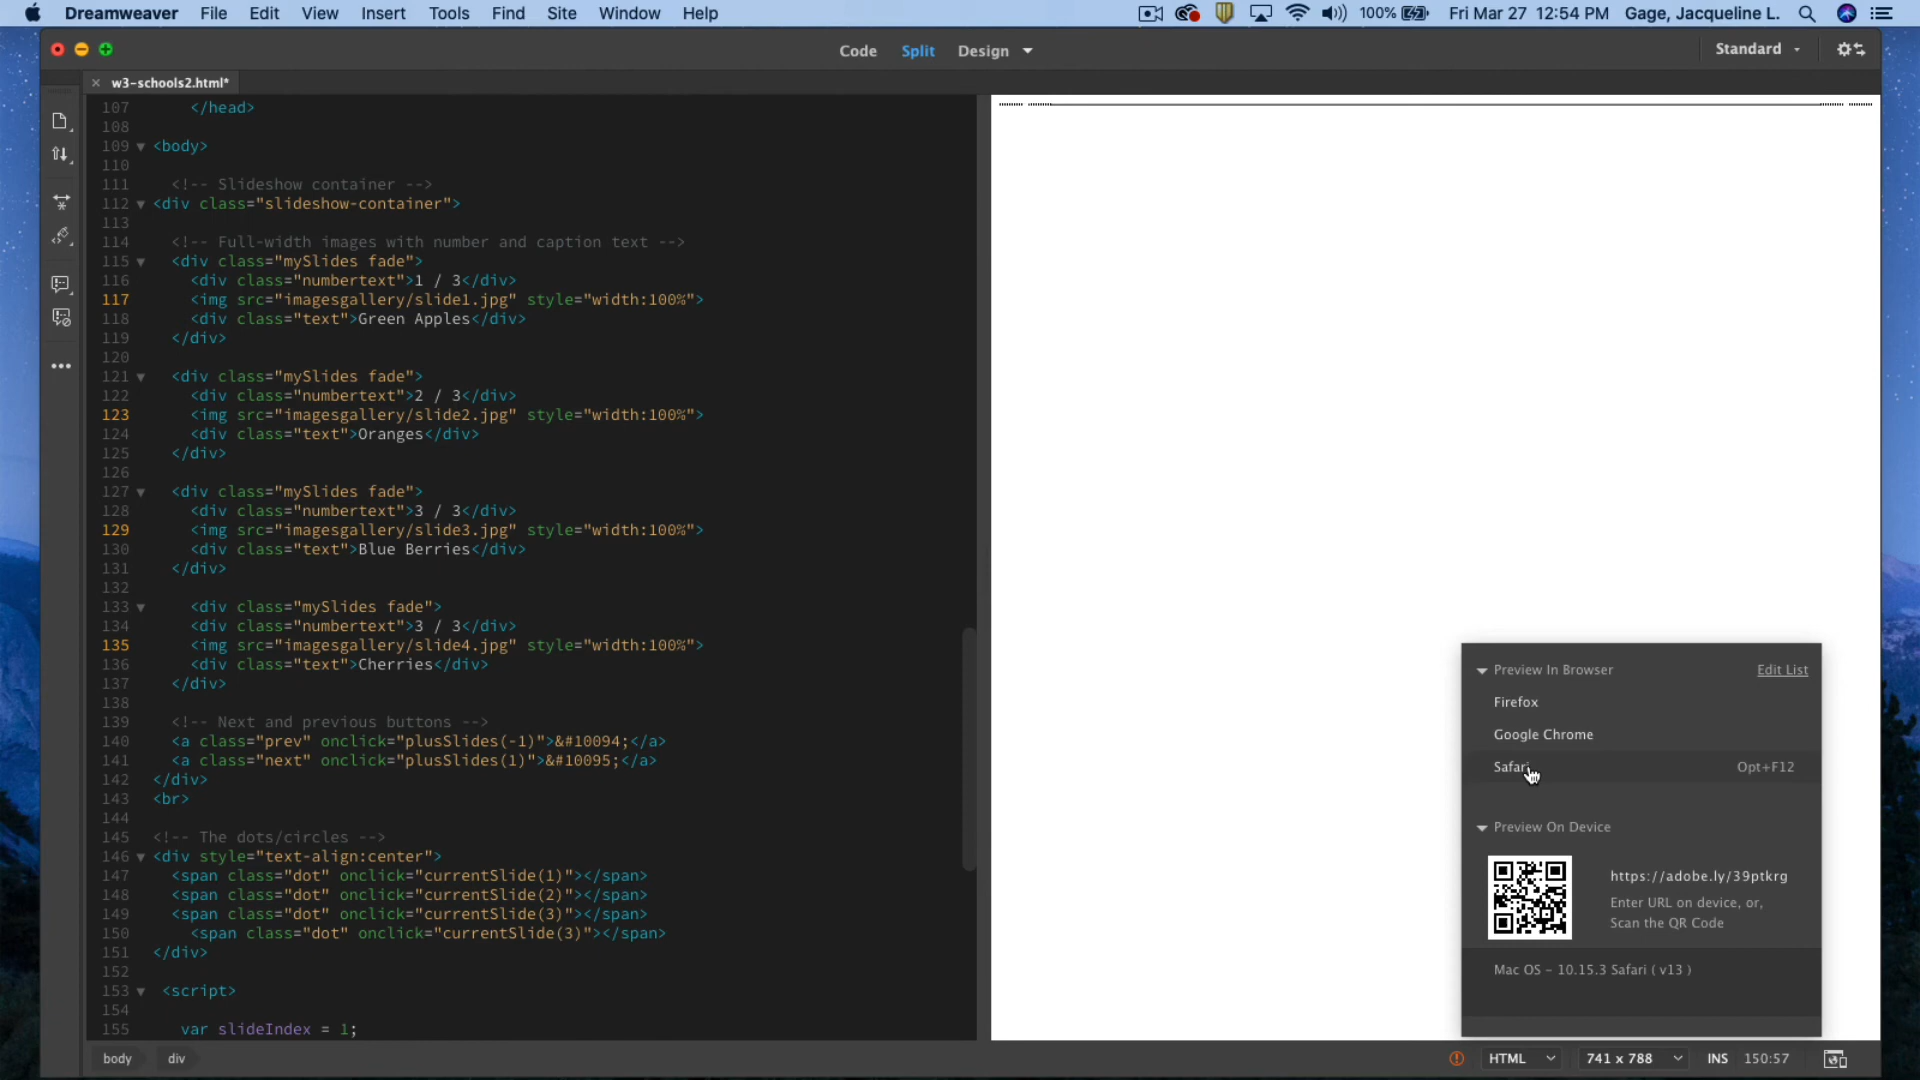 Dreamweaver File Edit View Insert Tools Find Site Window Help 100% Fri Mar 27 12:54 PM Gage, Jacqueline L.
Code Split Design Standard
w3-schools2.html*
107 </head>
108
109 <body>
110
111 <!-- Slideshow container -->
112 <div class="slideshow-container">
113
114 <!-- Full-width images with number and caption text -->
115 <div class="mySlides fade">
116 <div class="numbertext">1 / 3</div>
117 <img src="imagesgallery/slide1.jpg" style="width:100%">
118 <div class="text">Green Apples</div>
119 </div>
120
121 <div class="mySlides fade">
122 <div class="numbertext">2 / 3</div>
123 <img src="imagesgallery/slide2.jpg" style="width:100%">
124 <div class="text">Oranges</div>
125 </div>
126
127 <div class="mySlides fade">
128 <div class="numbertext">3 / 3</div>
129 <img src="imagesgallery/slide3.jpg" style="width:100%">
130 <div class="text">Blue Berries</div>
131 </div>
132
133 <div class="mySlides fade">
134 <div class="numbertext">3 / 3</div>
135 <img src="imagesgallery/slide4.jpg" style="width:100%">
136 <div class="text">Cherries</div>
137 </div>
138
139 <!-- Next and previous buttons -->
140 <a class="prev" onclick="plusSlides(-1)">&#10094;</a>
141 <a class="next" onclick="plusSlides(1)">&#10095;</a>
142 </div>
143 <br>
144
145 <!-- The dots/circles -->
146 <div style="text-align:center">
147 <span class="dot" onclick="currentSlide(1)"></span>
148 <span class="dot" onclick="currentSlide(2)"></span>
149 <span class="dot" onclick="currentSlide(3)"></span>
150 <span class="dot" onclick="currentSlide(3)"></span>
151 </div>
152
153 <script>
154
155 var slideIndex = 1;
Preview In Browser Edit List
Firefox
Google Chrome
Safari Opt+F12
Preview On Device
https://adobe.ly/39ptkrg
Enter URL on device, or,
Scan the QR Code
Mac OS - 10.15.3 Safari ( v13 )
body div HTML 741 x 788 INS 150:57